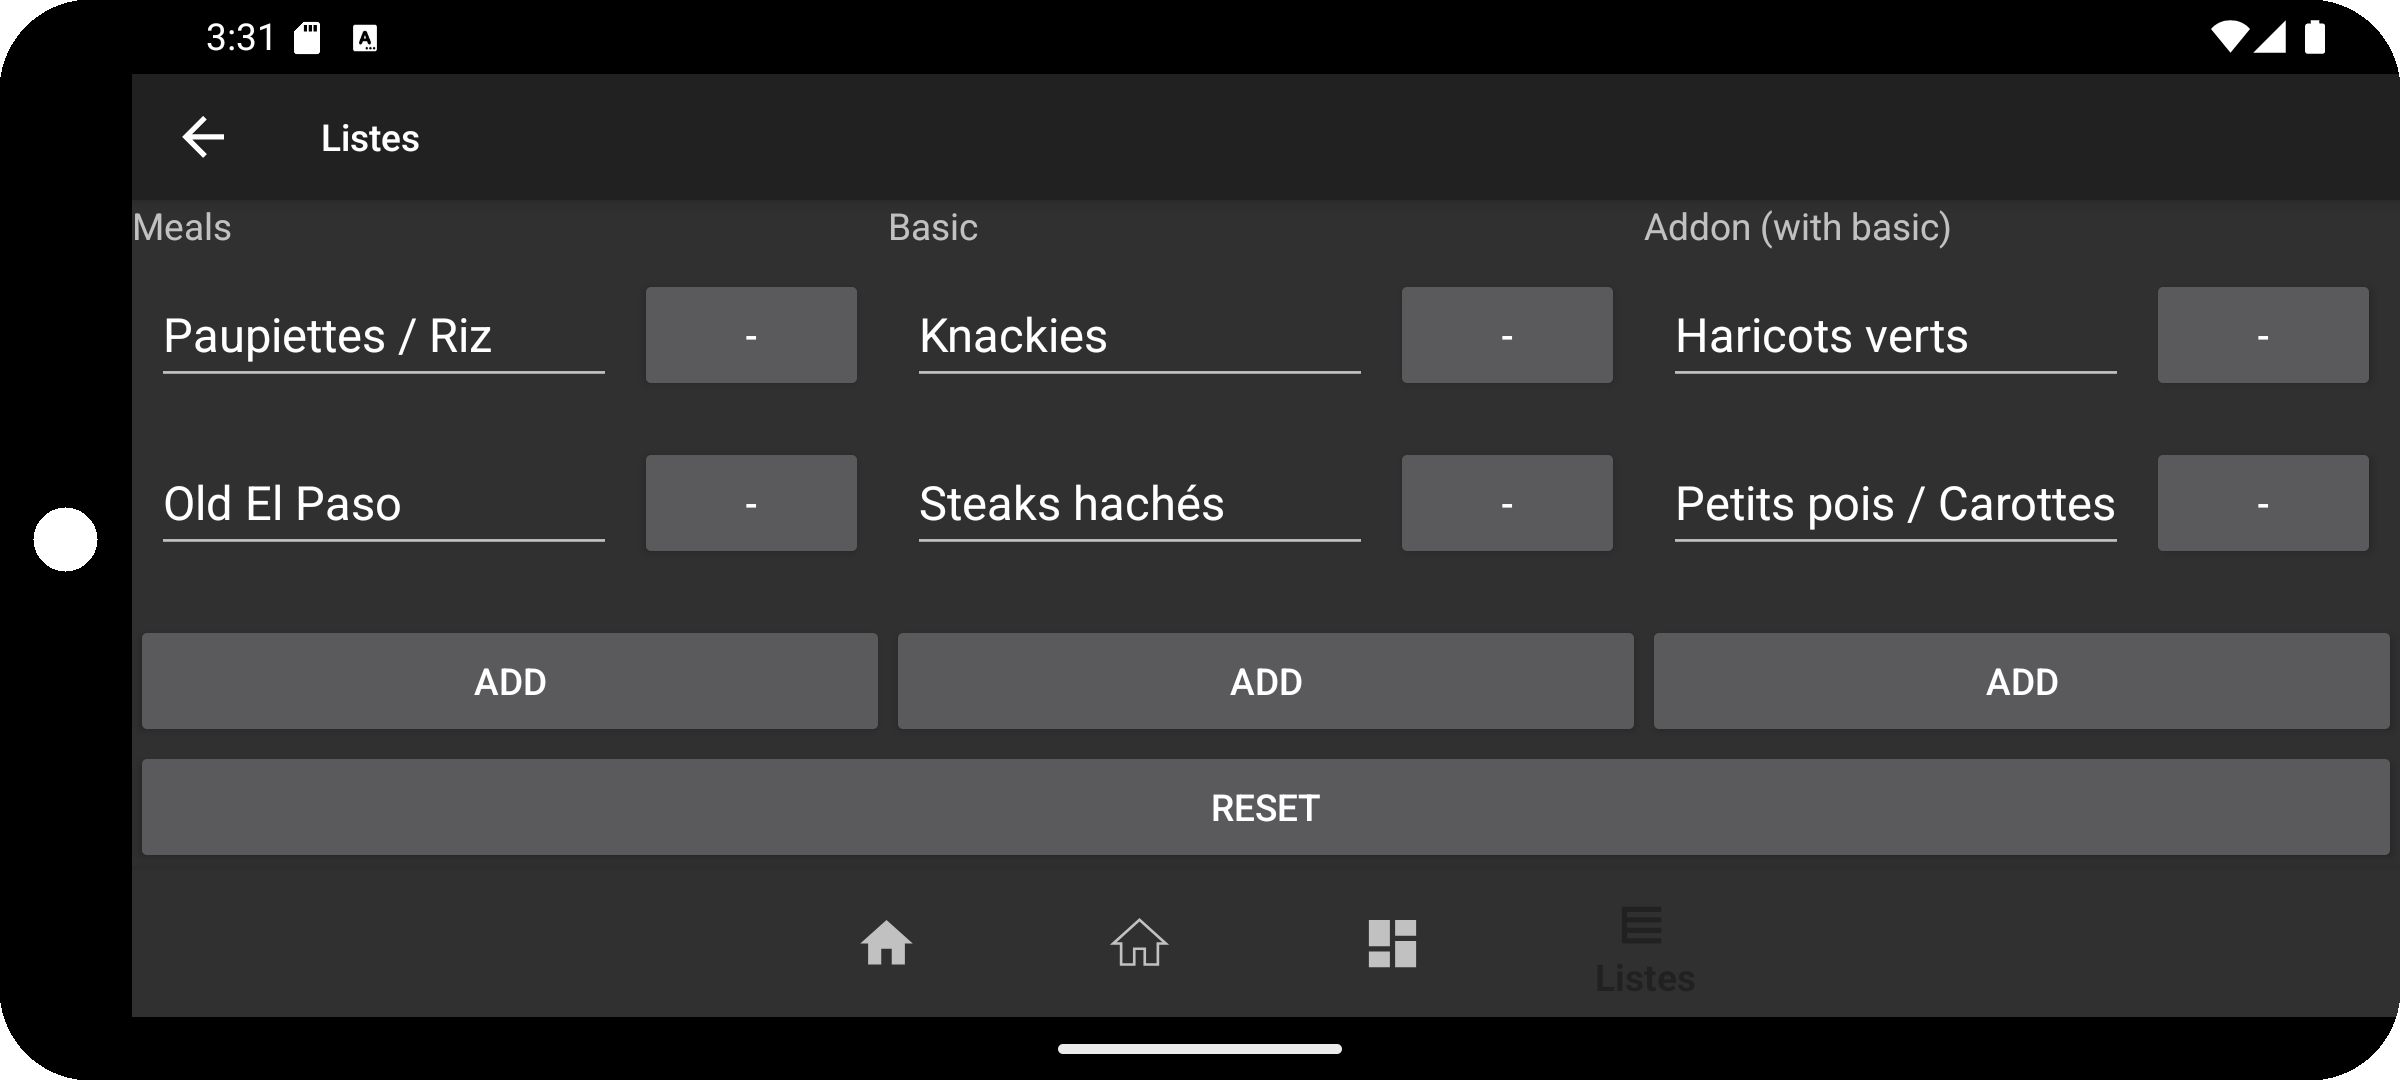 3:31
Listes
Meals Basic Addon (with basic)
Paupiettes / Riz - Knackies - Haricots verts -
Old El Paso - Steaks hachés - Petits pois / Carottes -
ADD ADD ADD
RESET
Listes